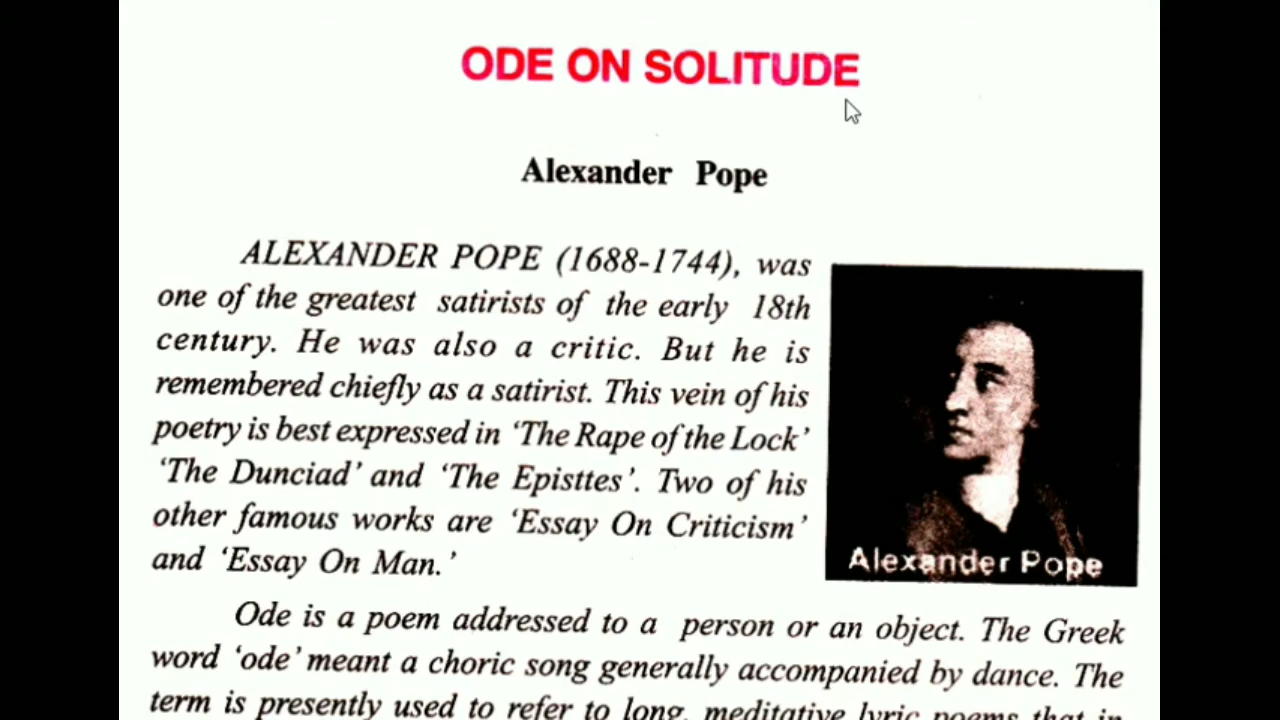 ODE ON SOLITUDE
Alexander Pope
ALEXANDER POPE (1688-1744), was
one of the greatest satirists of the early 18th
century. He was also a critic. But he is
remembered chiefly as a satirist. This vein of his
poetry is best expressed in ‘The Rape of the Lock’
‘The Dunciad’ and ‘The Episttes’. Two of his
other famous works are ‘Essay On Criticism’
and ‘Essay On Man.’
Alexander Pope
Ode is a poem addressed to a person or an object. The Greek
word ‘ode’ meant a choric song generally accompanied by dance. The
term is presently used to refer to long, meditative lyric poems that in